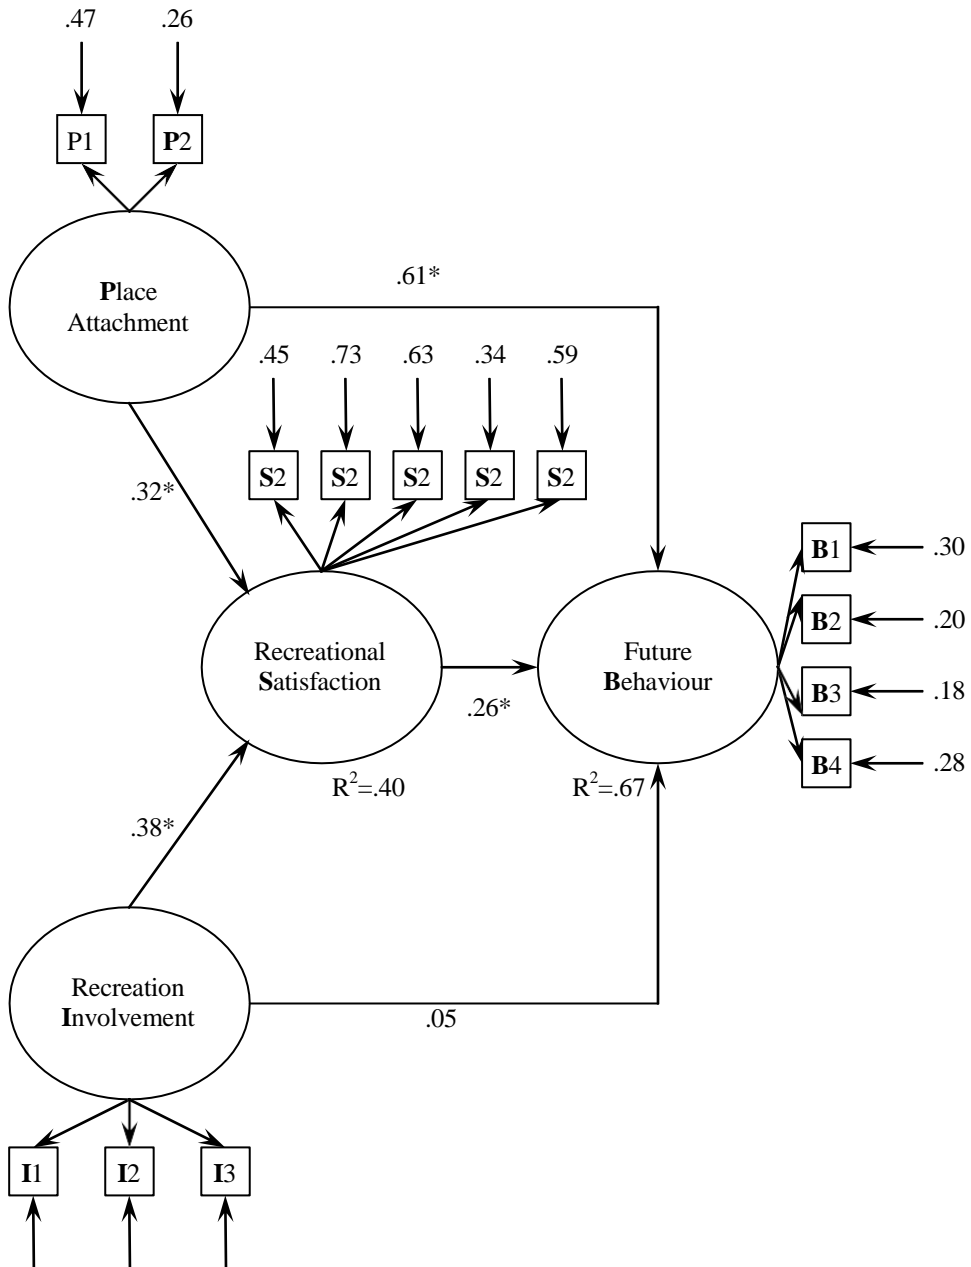 .47 .26
P1 P2
Place
Attachment
.61*
.45 .73 .63 .34 .59
S2 S2 S2 S2 S2
.32*
B1 .30
B2 .20
B3 .18
B4 .28
Recreational
Satisfaction
Future
Behaviour
.26*
R²=.40
R²=.67
.38*
Recreation
Involvement
.05
I1 I2 I3